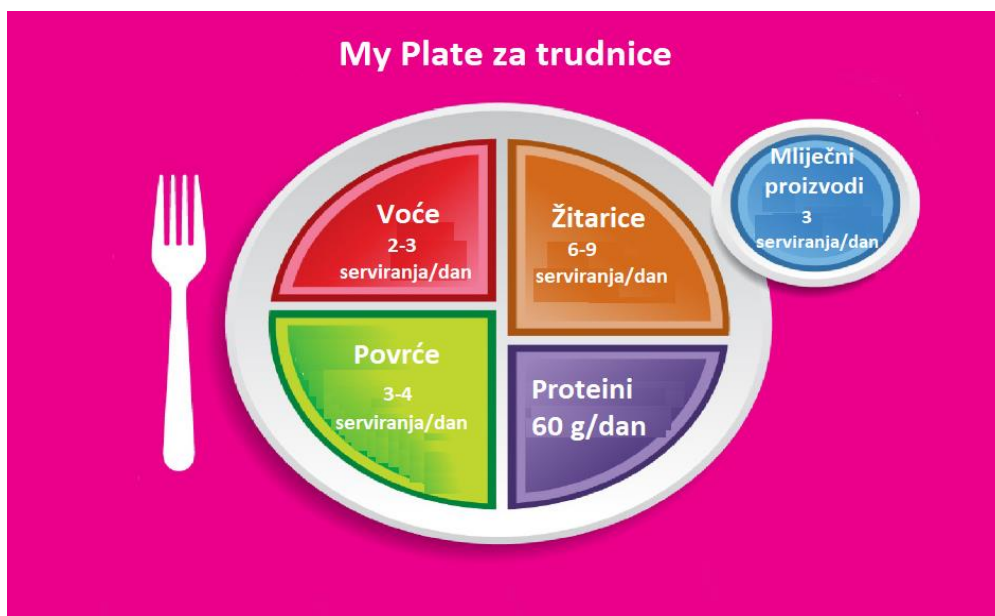 My Plate za trudnice
Voće
2-3
serviranja/dan
Žitarice
6-9
serviranja/dan
Mliječni
proizvodi
3
serviranja/dan
Povrće
3-4
serviranja/dan
Proteini
60 g/dan